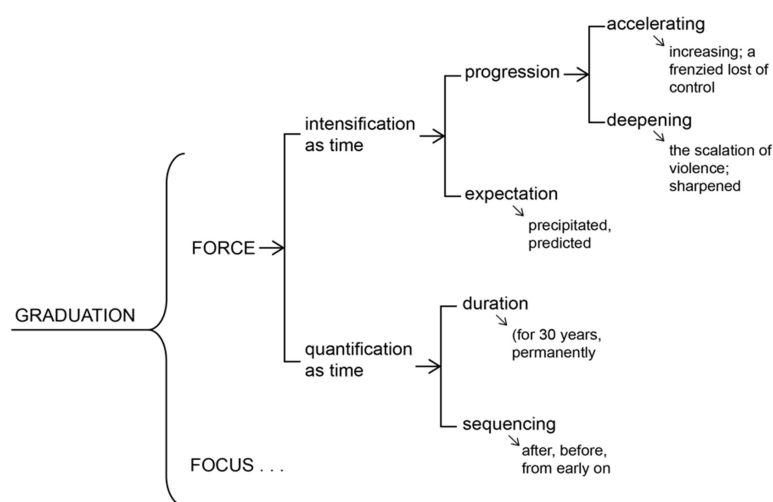 accelerating
increasing; a
frenzied lost of
control
progression
deepening
the scalation of
violence;
sharpened
intensification
as time
expectation
precipitated,
predicted
FORCE
GRADUATION
duration
(for 30 years,
permanently
quantification
as time
sequencing
after, before,
from early on
FOCUS . . .